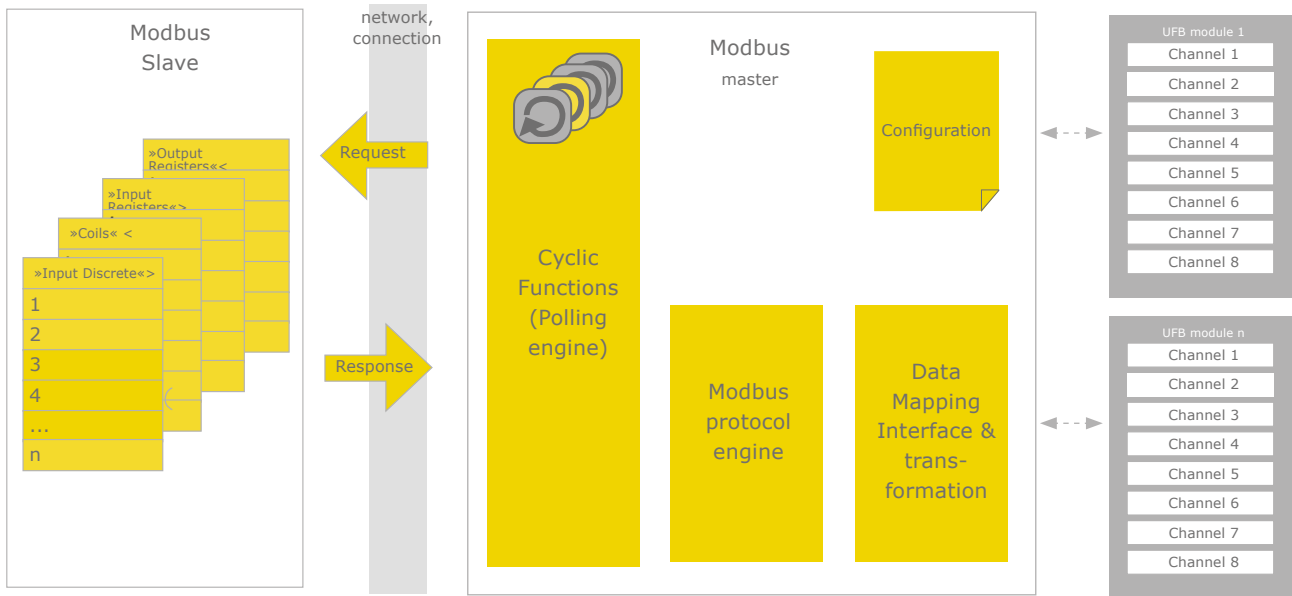 Modbus
Slave
»Output
Registers«<
»Input
Registers«>
»Coils« <
»Input Discrete«>
1
2
3
4
...
n
network,
connection
Request
Response
Modbus
master
Cyclic
Functions
(Polling
engine)
Configuration
Modbus
protocol
engine
Data
Mapping
Interface &
trans-
formation
UFB module 1
Channel 1
Channel 2
Channel 3
Channel 4
Channel 5
Channel 6
Channel 7
Channel 8
UFB module n
Channel 1
Channel 2
Channel 3
Channel 4
Channel 5
Channel 6
Channel 7
Channel 8